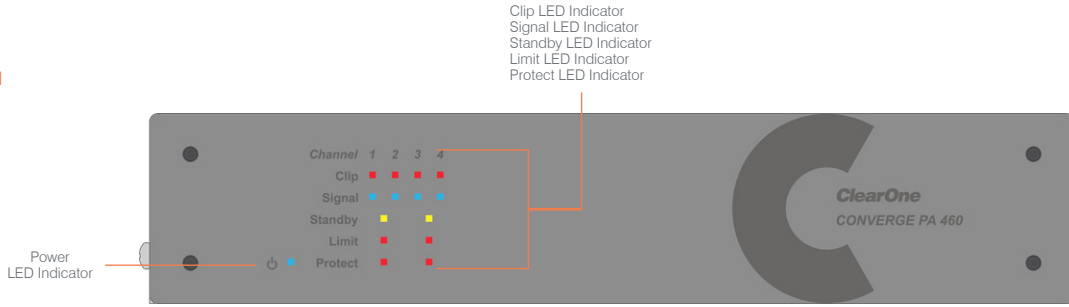 Clip LED Indicator
Signal LED Indicator
Standby LED Indicator
Limit LED Indicator
Protect LED Indicator
Channel 1 2 3 4
Clip
Signal
Standby
Limit
Protect
ClearOne
CONVERGE PA 460
Power
LED Indicator